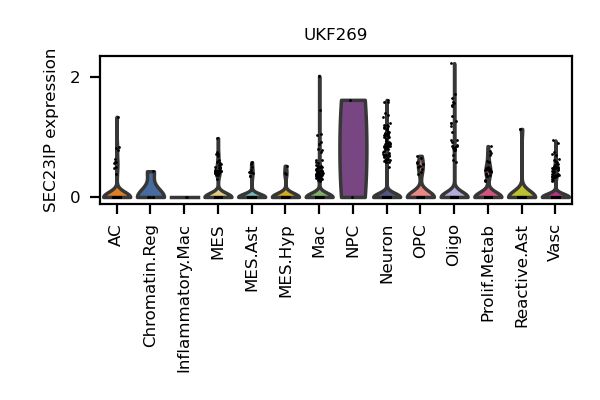 UKF269
SEC23IP expression
2
0
AC
Chromatin.Reg
Inflammatory.Mac
MES
MES.Ast
MES.Hyp
Mac
NPC
Neuron
OPC
Oligo
Prolif.Metab
Reactive.Ast
Vasc